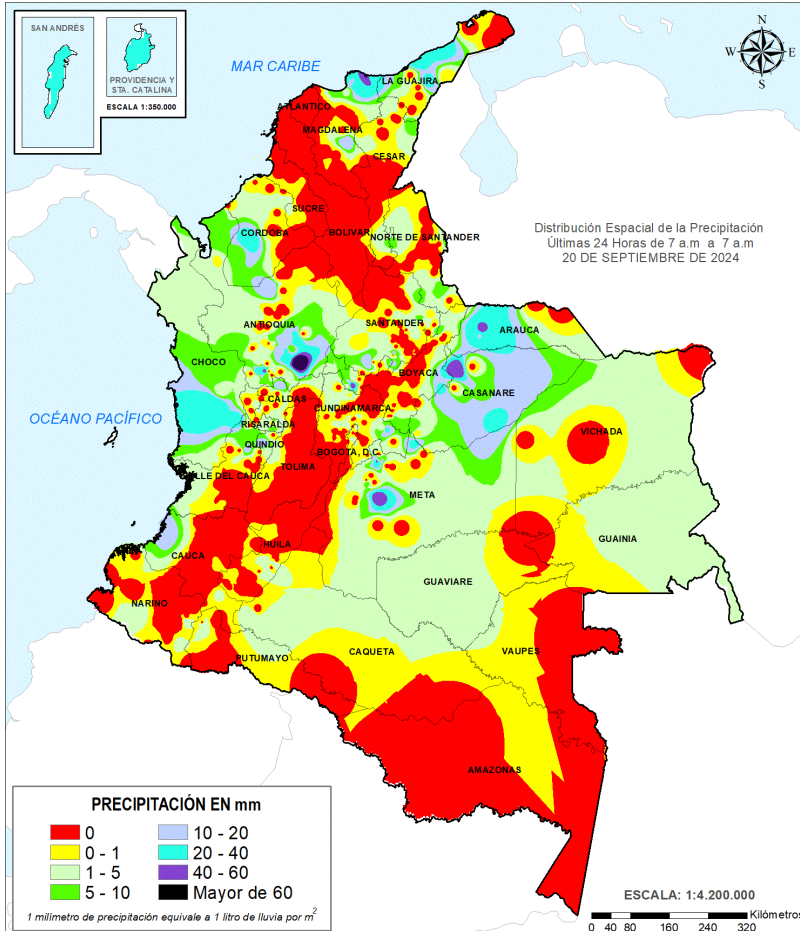 SAN ANDRÉS
PROVIDENCIA Y
STA. CATALINA
ESCALA 1:350.000
MAR CARIBE
N
W
E
S
LA GUAJIRA
ATLANTICO
MAGDALENA
CESAR
SUCRE
CORDOBA
BOLIVAR
NORTE DE SANTANDER
Distribución Espacial de la Precipitación
Últimas 24 Horas de 7 a.m a 7 a.m
20 DE SEPTIEMBRE DE 2024
ANTIOQUIA
SANTANDER
ARAUCA
CHOCO
BOYACA
CASANARE
CALDAS
CUNDINAMARCA
OCÉANO PACÍFICO
RISARALDA
VICHADA
QUINDIO
BOGOTA, D.C.
TOLIMA
VALLE DEL CAUCA
META
GUAINIA
HUILA
CAUCA
GUAVIARE
NARIÑO
CAQUETA
VAUPES
PUTUMAYO
AMAZONAS
PRECIPITACIÓN EN mm
0
0 - 1
1 - 5
5 - 10
10 - 20
20 - 40
40 - 60
Mayor de 60
1 milímetro de precipitación equivale a 1 litro de lluvia por m2
ESCALA: 1:4.200.000
Kilómetros
0 40 80 160 240 320